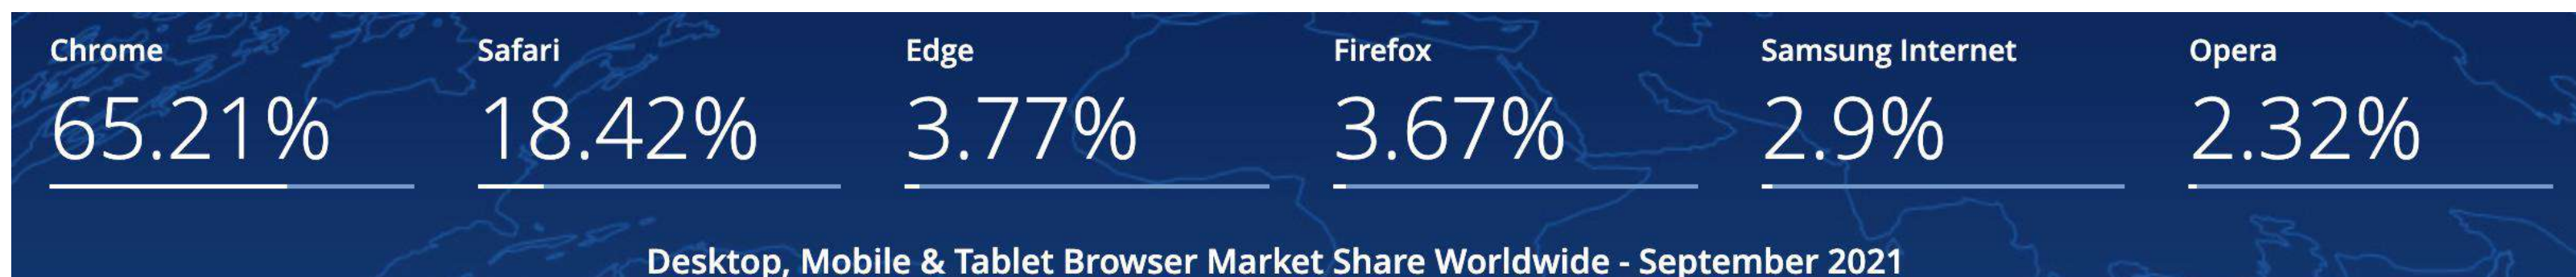 Chrome Safari Edge Firefox Samsung Internet Opera
65.21% 18.42% 3.77% 3.67% 2.9% 2.32%
Desktop, Mobile & Tablet Browser Market Share Worldwide - September 2021